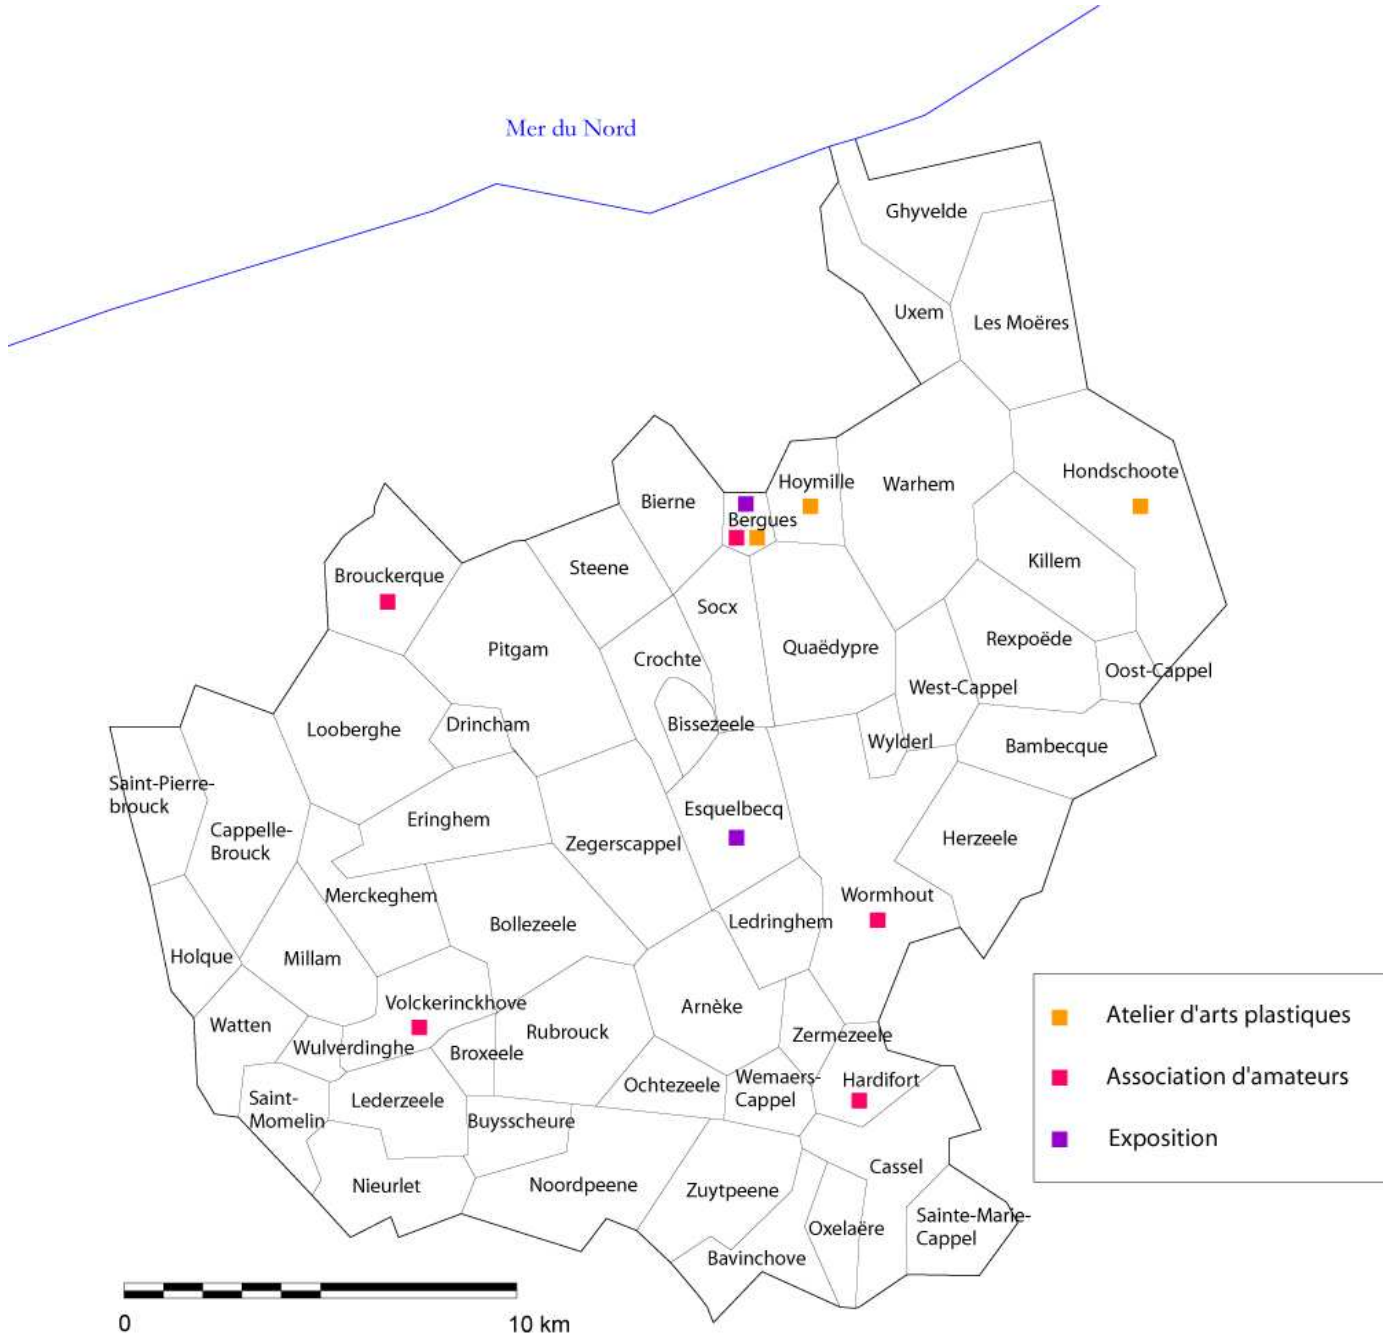 Mer du Nord
Ghyvelde
Uxem
Les Moëres
Hondschoote
Hoymille
Warhem
Bierne
Bergues
Killem
Steene
Brouckerque
Socx
Rexpoëde
Quaëdypre
Pitgam
Crochte
Oost-Cappel
West-Cappel
Looberghe
Drincham
Bissezeele
Wylderl
Bambecque
Saint-Pierre-
brouck
Esquelbecq
Eringhem
Cappelle-
Brouck
Zegerscappel
Herzeele
Merckeghem
Wormhout
Bollezeele
Ledringhem
Holque
Millam
Volckerinckhove
Arnèke
Watten
Rubrouck
Zermezeele
Wulverdinghe
Broxeele
Ochtezeele
Wemaers-
Cappel
Hardifort
Saint-
Momelin
Lederzeele
Buysscheure
Cassel
Nieurlet
Noordpeene
Zuytpeene
Oxelaëre
Sainte-Marie-
Cappel
Bavinchove
Atelier d'arts plastiques
Association d'amateurs
Exposition
0
10 km